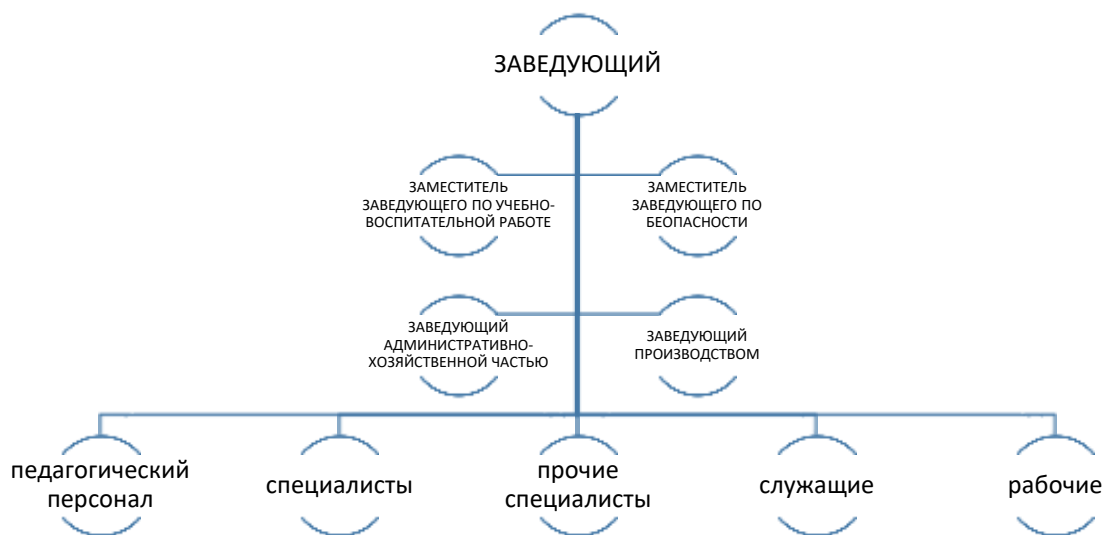 ЗАВЕДУЮЩИЙ
ЗАМЕСТИТЕЛЬ
ЗАВЕДУЮЩЕГО ПО УЧЕБНО-
ВОСПИТАТЕЛЬНОЙ РАБОТЕ
ЗАМЕСТИТЕЛЬ
ЗАВЕДУЮЩЕГО ПО
БЕОПАСНОСТИ
ЗАВЕДУЮЩИЙ
АДМИНИСТРАТИВНО-
ХОЗЯЙСТВЕННОЙ ЧАСТЬЮ
ЗАВЕДУЮЩИЙ
ПРОИЗВОДСТВОМ
педагогический
персонал
специалисты
прочие
специалисты
служащие
рабочие